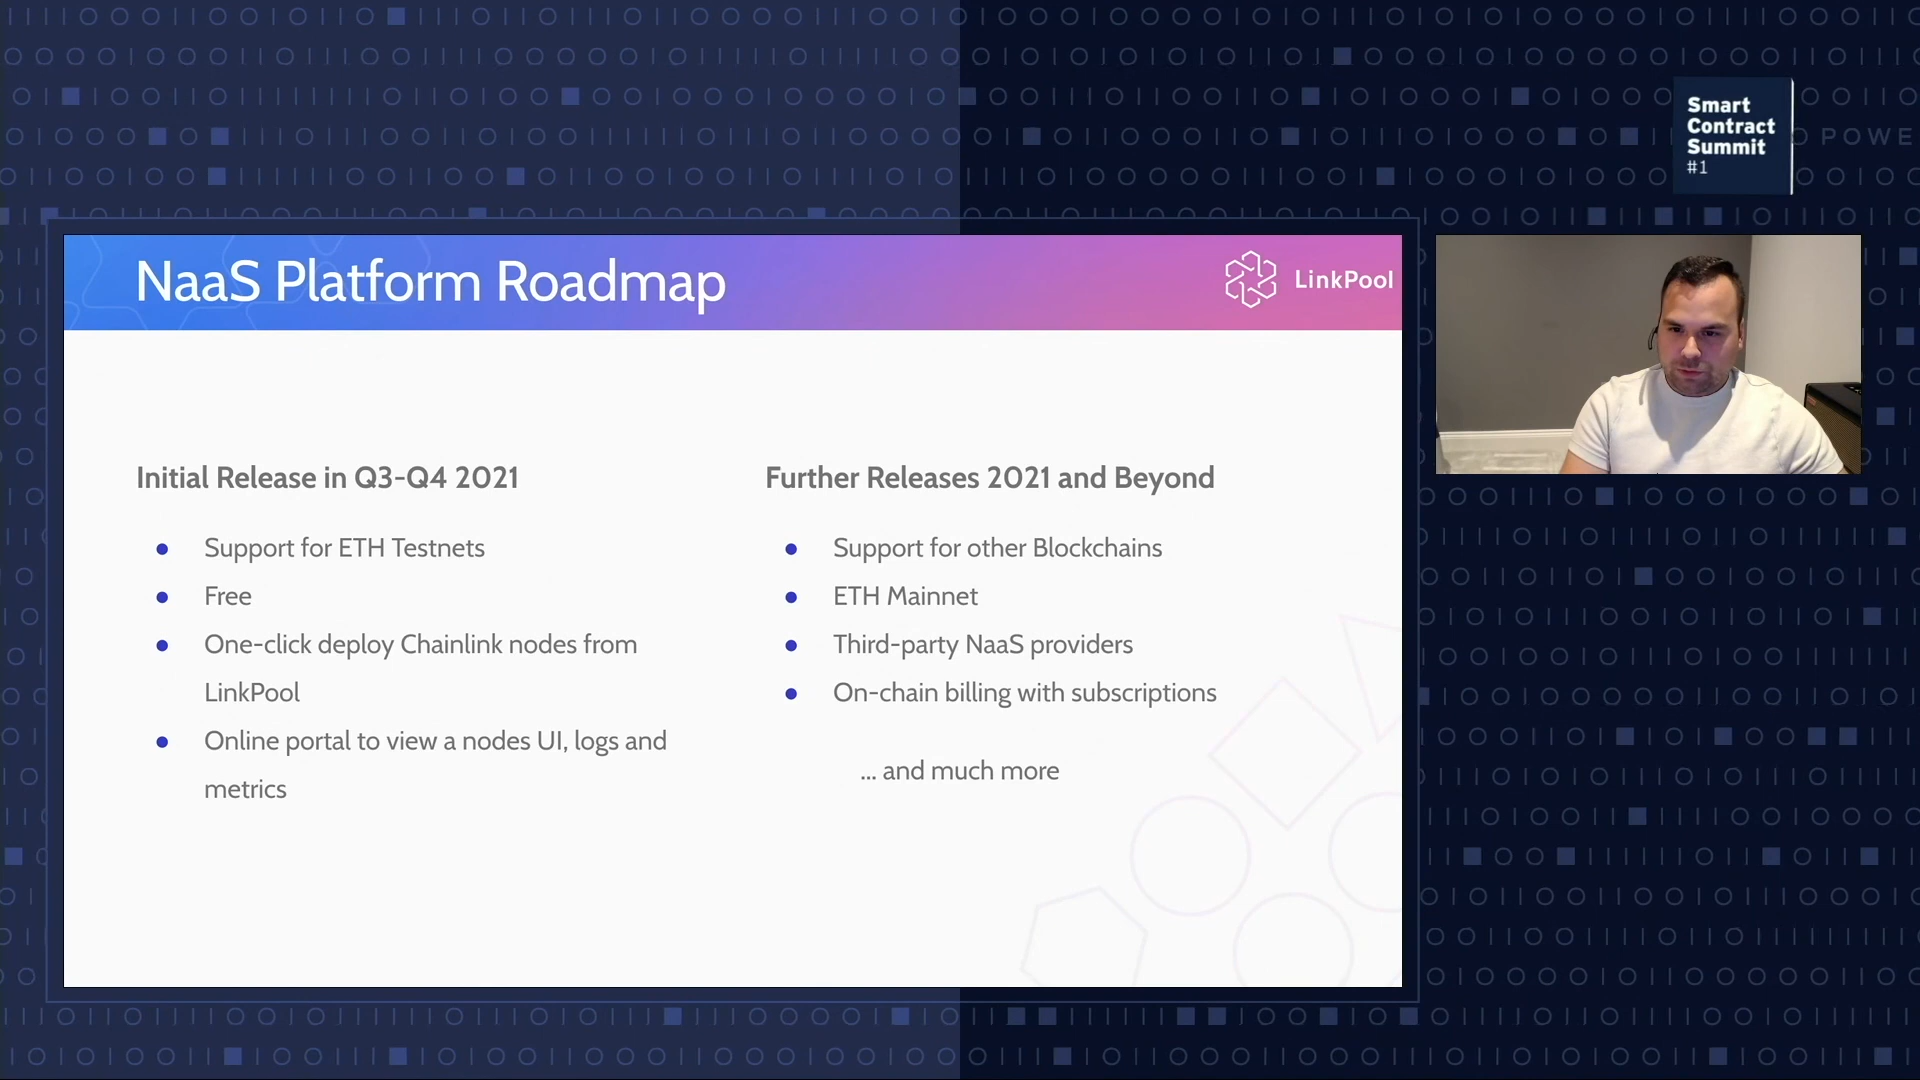 Smart
Contract
Summit
#1
POWE
NaaS Platform Roadmap
LinkPool
Initial Release in Q3-Q4 2021
● Support for ETH Testnets
● Free
● One-click deploy Chainlink nodes from
LinkPool
● Online portal to view a nodes UI, logs and
metrics
Further Releases 2021 and Beyond
● Support for other Blockchains
● ETH Mainnet
● Third-party NaaS providers
● On-chain billing with subscriptions
... and much more